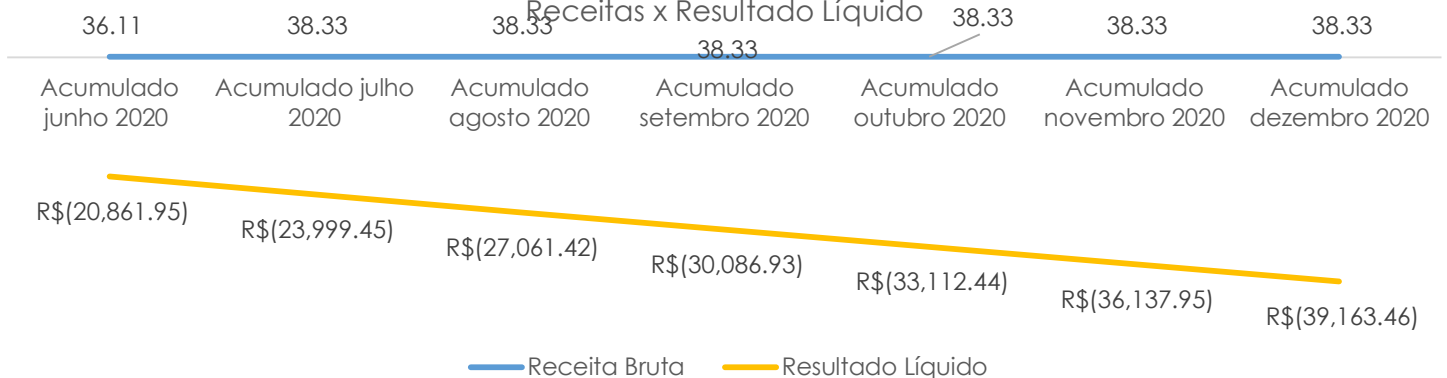 Receitas x Resultado Líquido
36.11 38.33 38.33 38.33 38.33 38.33 38.33
Acumulado junho 2020
Acumulado julho 2020
Acumulado agosto 2020
Acumulado setembro 2020
Acumulado outubro 2020
Acumulado novembro 2020
Acumulado dezembro 2020
R$(20,861.95)
R$(23,999.45)
R$(27,061.42)
R$(30,086.93)
R$(33,112.44)
R$(36,137.95)
R$(39,163.46)
Receita Bruta Resultado Líquido